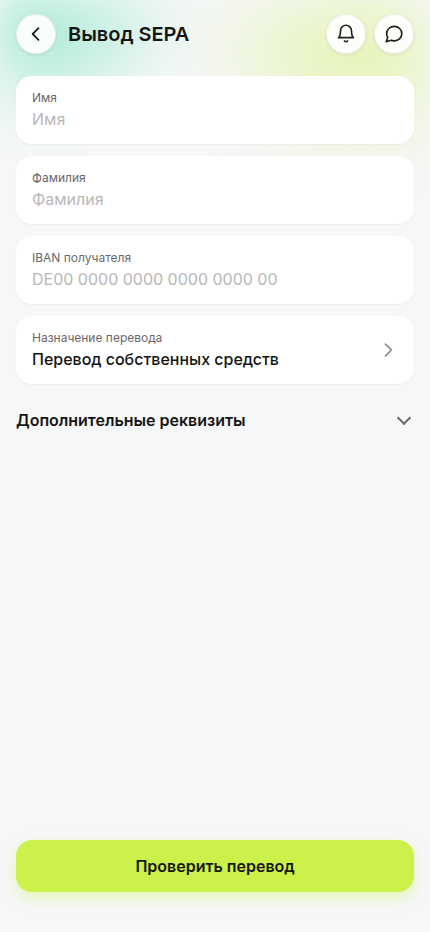 Вывод SEPA
Имя
Имя
Фамилия
Фамилия
IBAN получателя
DE00 0000 0000 0000 0000 00
Назначение перевода
Перевод собственных средств
Дополнительные реквизиты
Проверить перевод